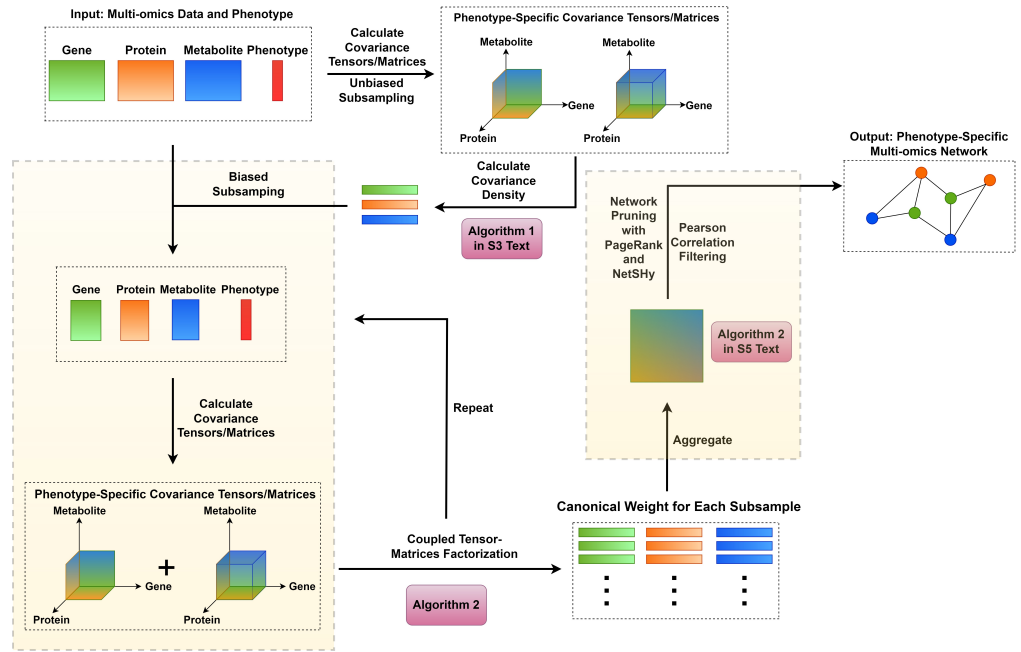 Input: Multi-omics Data and Phenotype
Gene
Protein
Metabolite
Phenotype
Calculate
Covariance
Tensors/Matrices
Unbiased
Subsampling
Phenotype-Specific Covariance Tensors/Matrices
Metabolite
Gene
Protein
Metabolite
Gene
Protein
Calculate
Covariance
Density
Algorithm 1
in S3 Text
Biased
Subsamping
Gene
Protein
Metabolite
Phenotype
Calculate
Covariance
Tensors/Matrices
Phenotype-Specific Covariance Tensors/Matrices
Metabolite
Gene
Protein
+
Metabolite
Gene
Protein
Repeat
Coupled Tensor-
Matrices Factorization
Algorithm 2
Canonical Weight for Each Subsample
Aggregate
Algorithm 2
in S5 Text
Network
Pruning
with
PageRank
and
NetSHy
Pearson
Correlation
Filtering
Output: Phenotype-Specific
Multi-omics Network